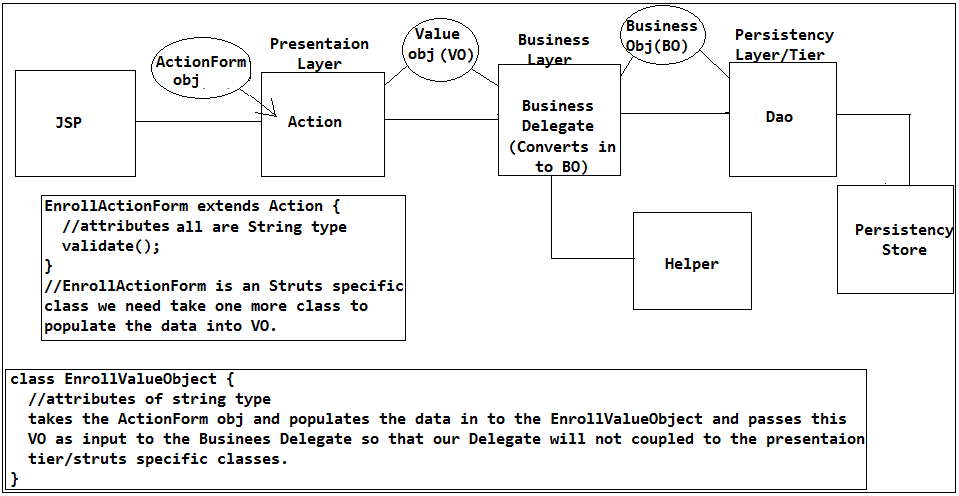 ActionForm
obj
Presentaion
Layer
Value
obj (VO)
Business
Layer
Business
Obj(BO)
Persistency
Layer/Tier
JSP
Action
Business
Delegate
(Converts in
to BO)
Dao
Persistency
Store
Helper
EnrollActionForm extends Action {
//attributes all are String type
validate();
}
//EnrollActionForm is an Struts specific
class we need take one more class to
populate the data into VO.
class EnrollValueObject {
//attributes of string type
takes the ActionForm obj and populates the data in to the EnrollValueObject and passes this
VO as input to the Businees Delegate so that our Delegate will not coupled to the presentaion
tier/struts specific classes.
}